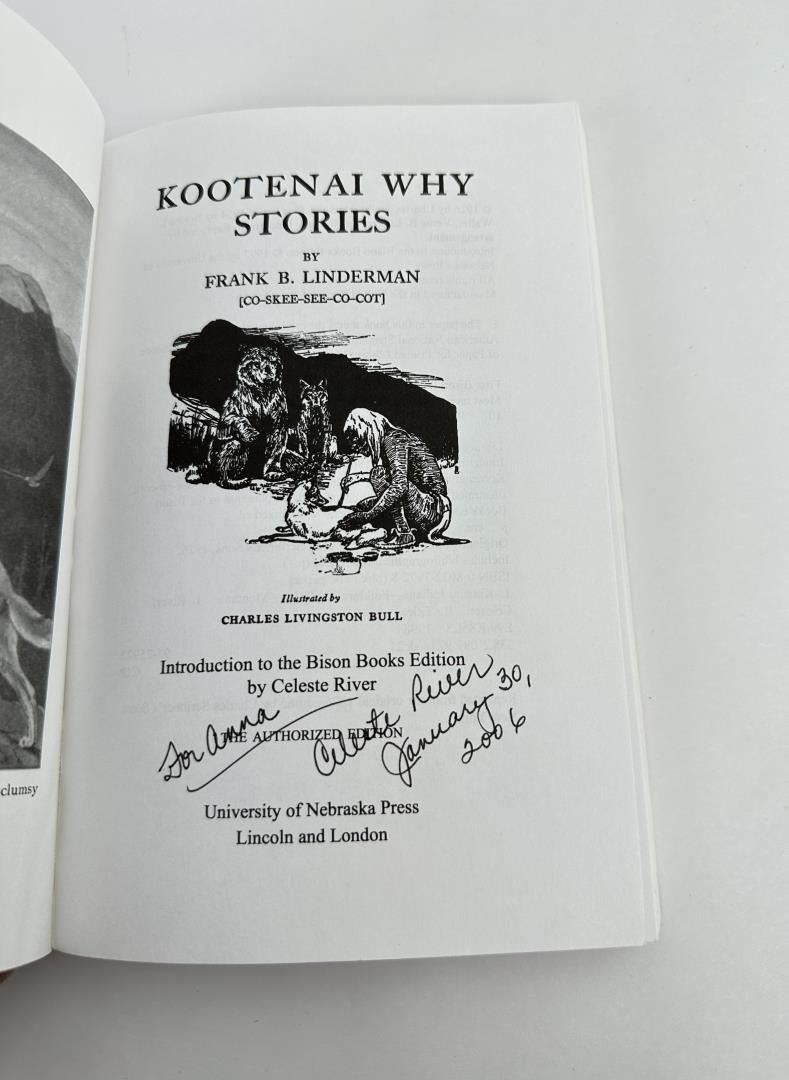 KOOTENAI WHY
STORIES
BY
FRANK B. LINDERMAN
[CO-SKEE-SEE-CO-COT]
Illustrated by
CHARLES LIVINGSTON BULL
Introduction to the Bison Books Edition
by Celeste River
THE AUTHORIZED EDITION
For Anna
Celeste River
January 30,
2006
University of Nebraska Press
Lincoln and London
clumsy